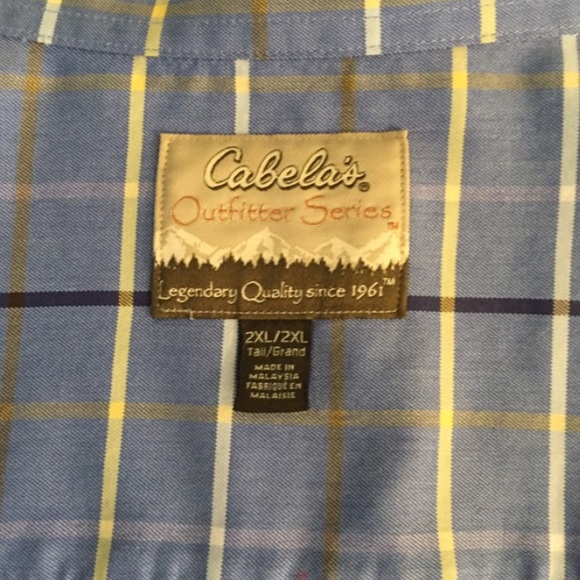 Cabela's®
Outfitter Series™
Legendary Quality since 1961™
2XL/2XL
Tall/Grand
MADE IN
MALAYSIA
FABRIQUÉ EN
MALAISIE